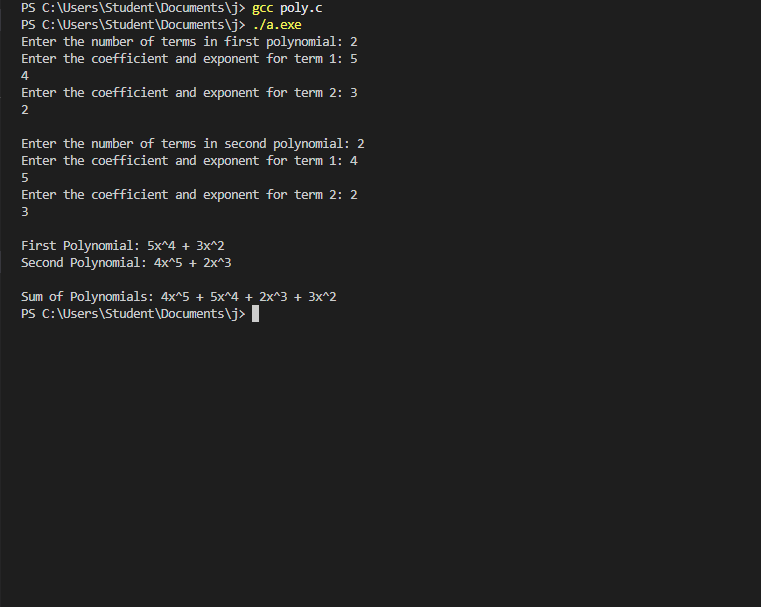 PS C:\Users\Student\Documents\j> gcc poly.c
PS C:\Users\Student\Documents\j> ./a.exe
Enter the number of terms in first polynomial: 2
Enter the coefficient and exponent for term 1: 5
4
Enter the coefficient and exponent for term 2: 3
2

Enter the number of terms in second polynomial: 2
Enter the coefficient and exponent for term 1: 4
5
Enter the coefficient and exponent for term 2: 2
3

First Polynomial: 5x^4 + 3x^2
Second Polynomial: 4x^5 + 2x^3

Sum of Polynomials: 4x^5 + 5x^4 + 2x^3 + 3x^2
PS C:\Users\Student\Documents\j>